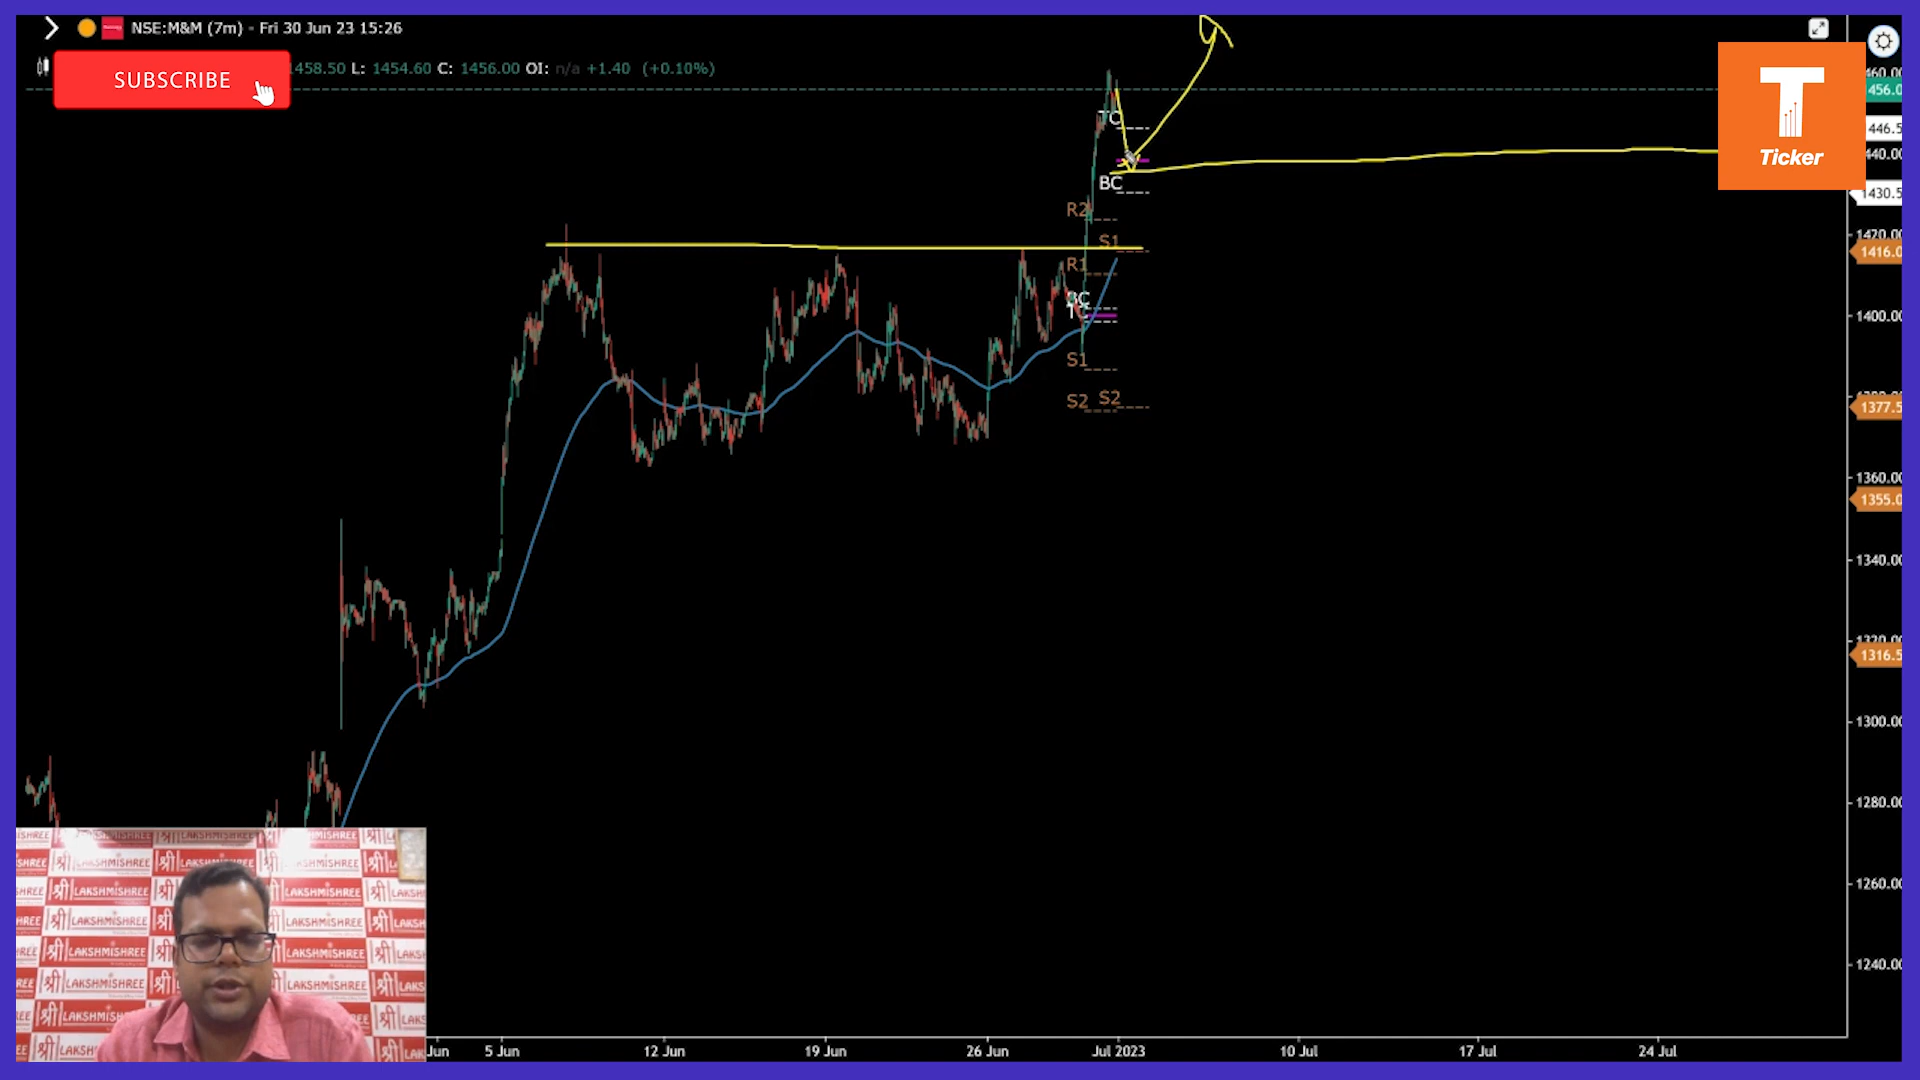 NSE:M&M (7m) - Fri 30 Jun 23 15:26
SUBSCRIBE
1458.50 L: 1454.60 C: 1456.00 OI: n/a +1.40 (+0.10%)
T
Ticker
TC
BC
R2
S1
R1
BC
TC
S1
S2 S2
446.5
440.00
1430.5
1416.0
1400.00
1377.5
1360.00
1355.0
1340.00
1316.5
1300.00
1280.00
1260.00
1240.00
श्री LAKSHMISHREE
Jun 5 Jun 12 Jun 19 Jun 26 Jun Jul 2023 10 Jul 17 Jul 24 Jul